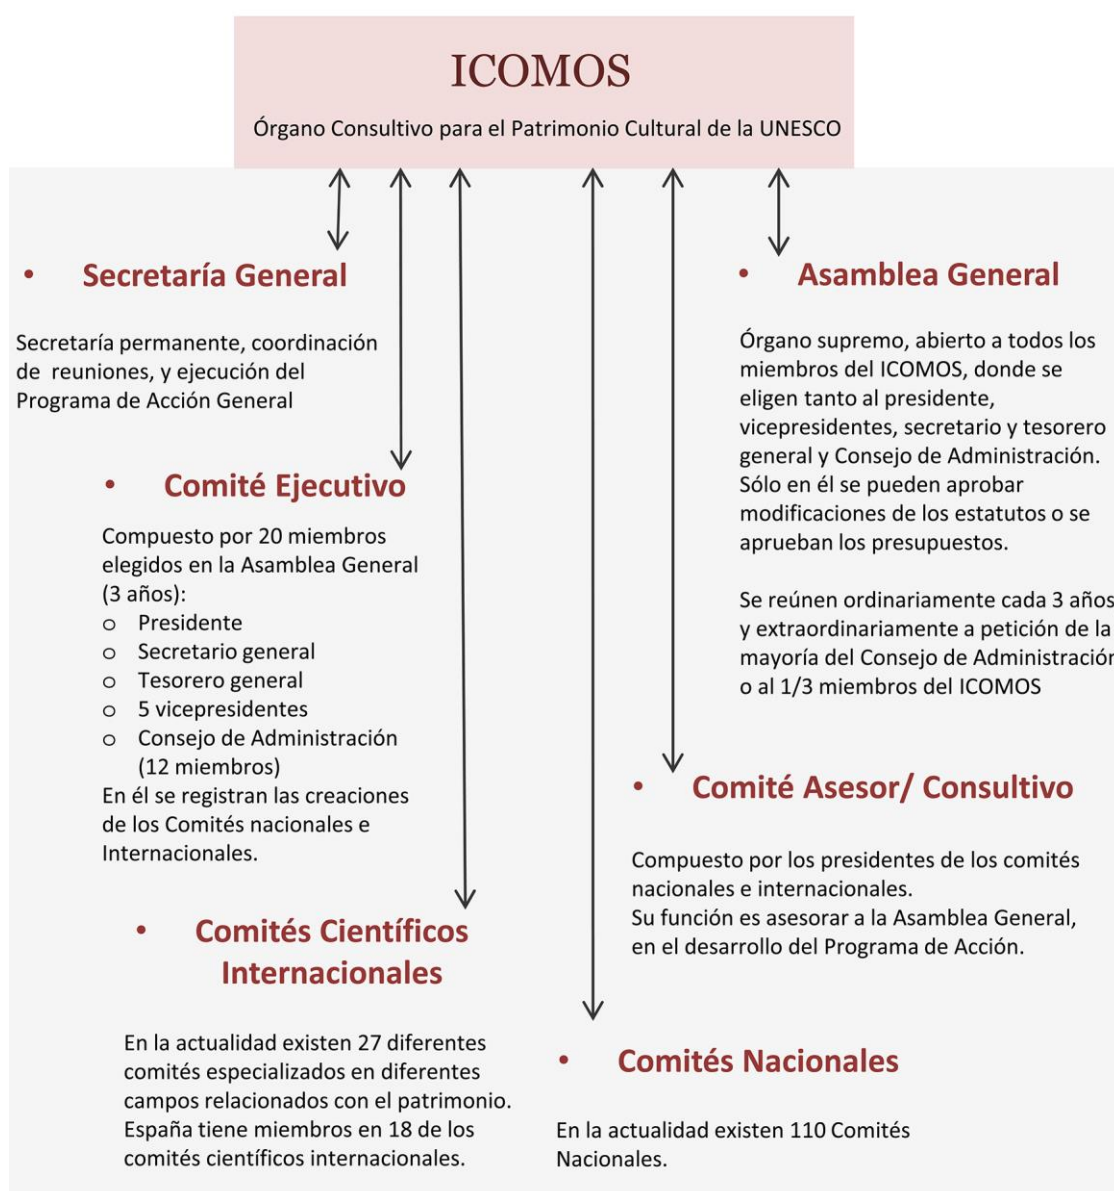 ICOMOS
Órgano Consultivo para el Patrimonio Cultural de la UNESCO
• Secretaría General
Secretaría permanente, coordinación
de reuniones, y ejecución del
Programa de Acción General
• Comité Ejecutivo
Compuesto por 20 miembros
elegidos en la Asamblea General
(3 años):
o Presidente
o Secretario general
o Tesorero general
o 5 vicepresidentes
o Consejo de Administración
(12 miembros)
En él se registran las creaciones
de los Comités nacionales e
Internacionales.
• Comités Científicos
Internacionales
En la actualidad existen 27 diferentes
comités especializados en diferentes
campos relacionados con el patrimonio.
España tiene miembros en 18 de los
comités científicos internacionales.
• Asamblea General
Órgano supremo, abierto a todos los
miembros del ICOMOS, donde se
eligen tanto al presidente,
vicepresidentes, secretario y tesorero
general y Consejo de Administración.
Sólo en él se pueden aprobar
modificaciones de los estatutos o se
aprueban los presupuestos.
Se reúnen ordinariamente cada 3 años
y extraordinariamente a petición de la
mayoría del Consejo de Administración
o al 1/3 miembros del ICOMOS
• Comité Asesor/ Consultivo
Compuesto por los presidentes de los comités
nacionales e internacionales.
Su función es asesorar a la Asamblea General,
en el desarrollo del Programa de Acción.
• Comités Nacionales
En la actualidad existen 110 Comités
Nacionales.